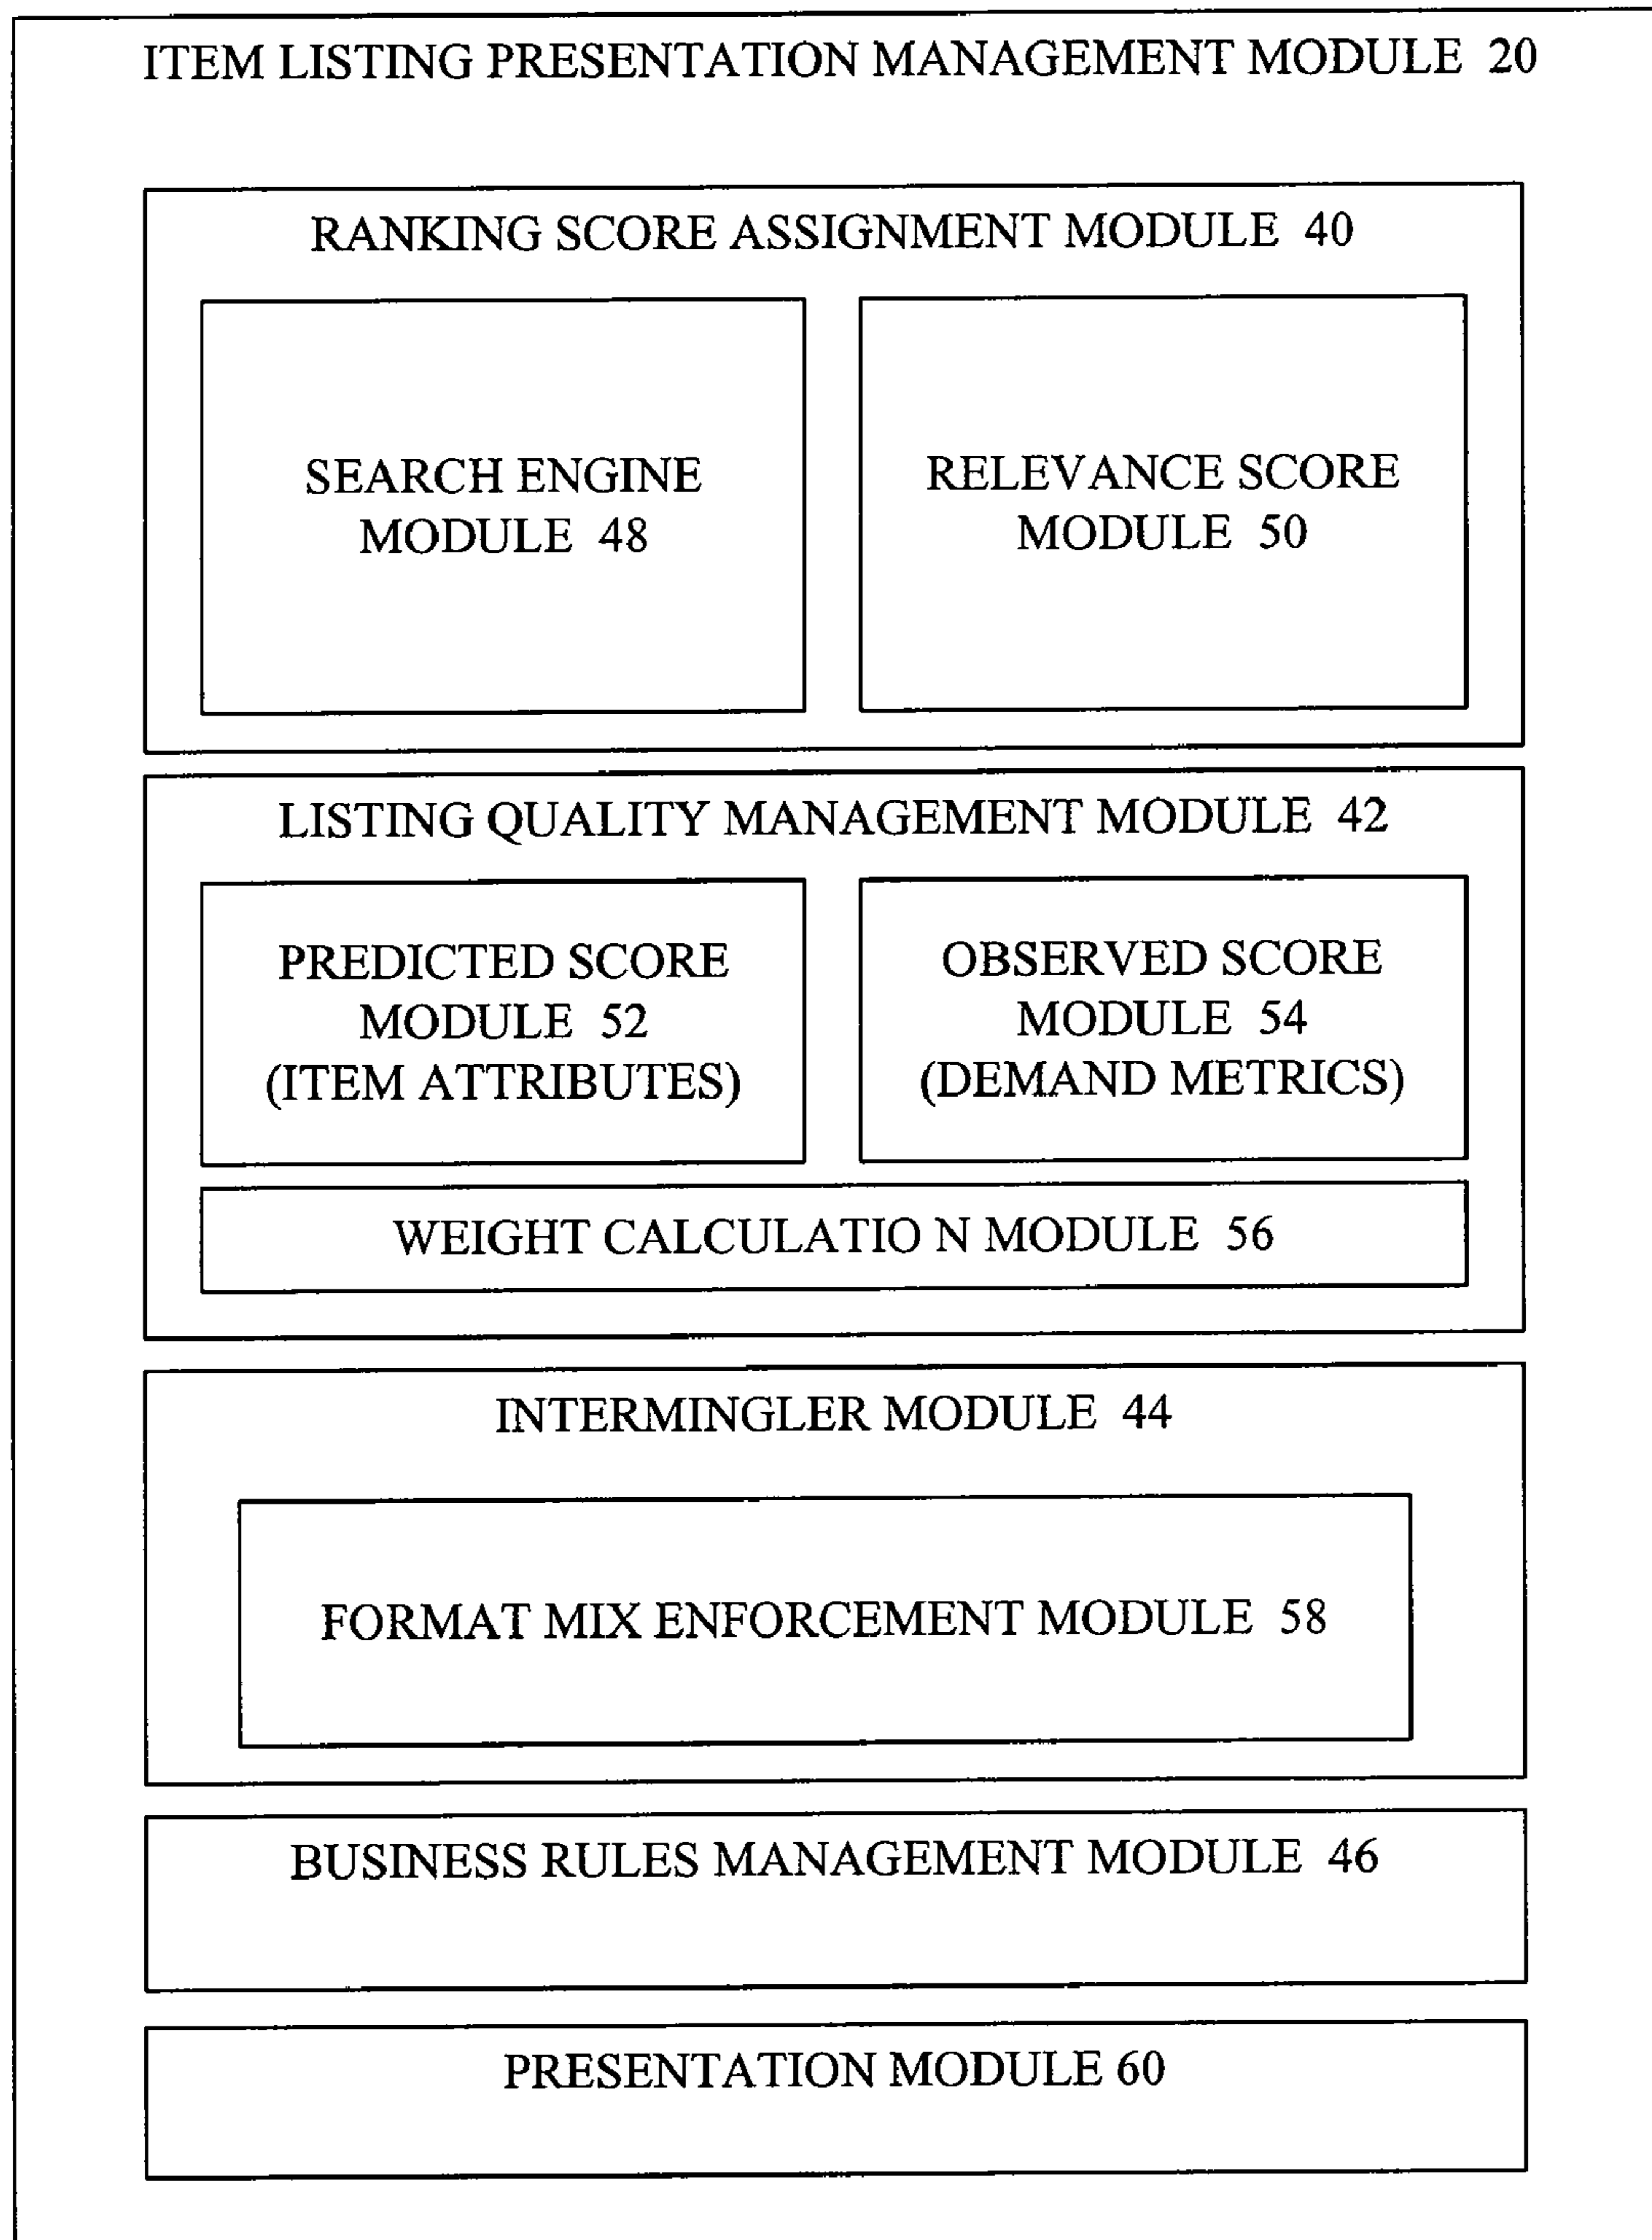 ITEM LISTING PRESENTATION MANAGEMENT MODULE 20
RANKING SCORE ASSIGNMENT MODULE 40
SEARCH ENGINE
MODULE 48
RELEVANCE SCORE
MODULE 50
LISTING QUALITY MANAGEMENT MODULE 42
PREDICTED SCORE
MODULE 52
(ITEM ATTRIBUTES)
OBSERVED SCORE
MODULE 54
(DEMAND METRICS)
WEIGHT CALCULATIO N MODULE 56
INTERMINGLER MODULE 44
FORMAT MIX ENFORCEMENT MODULE 58
BUSINESS RULES MANAGEMENT MODULE 46
PRESENTATION MODULE 60